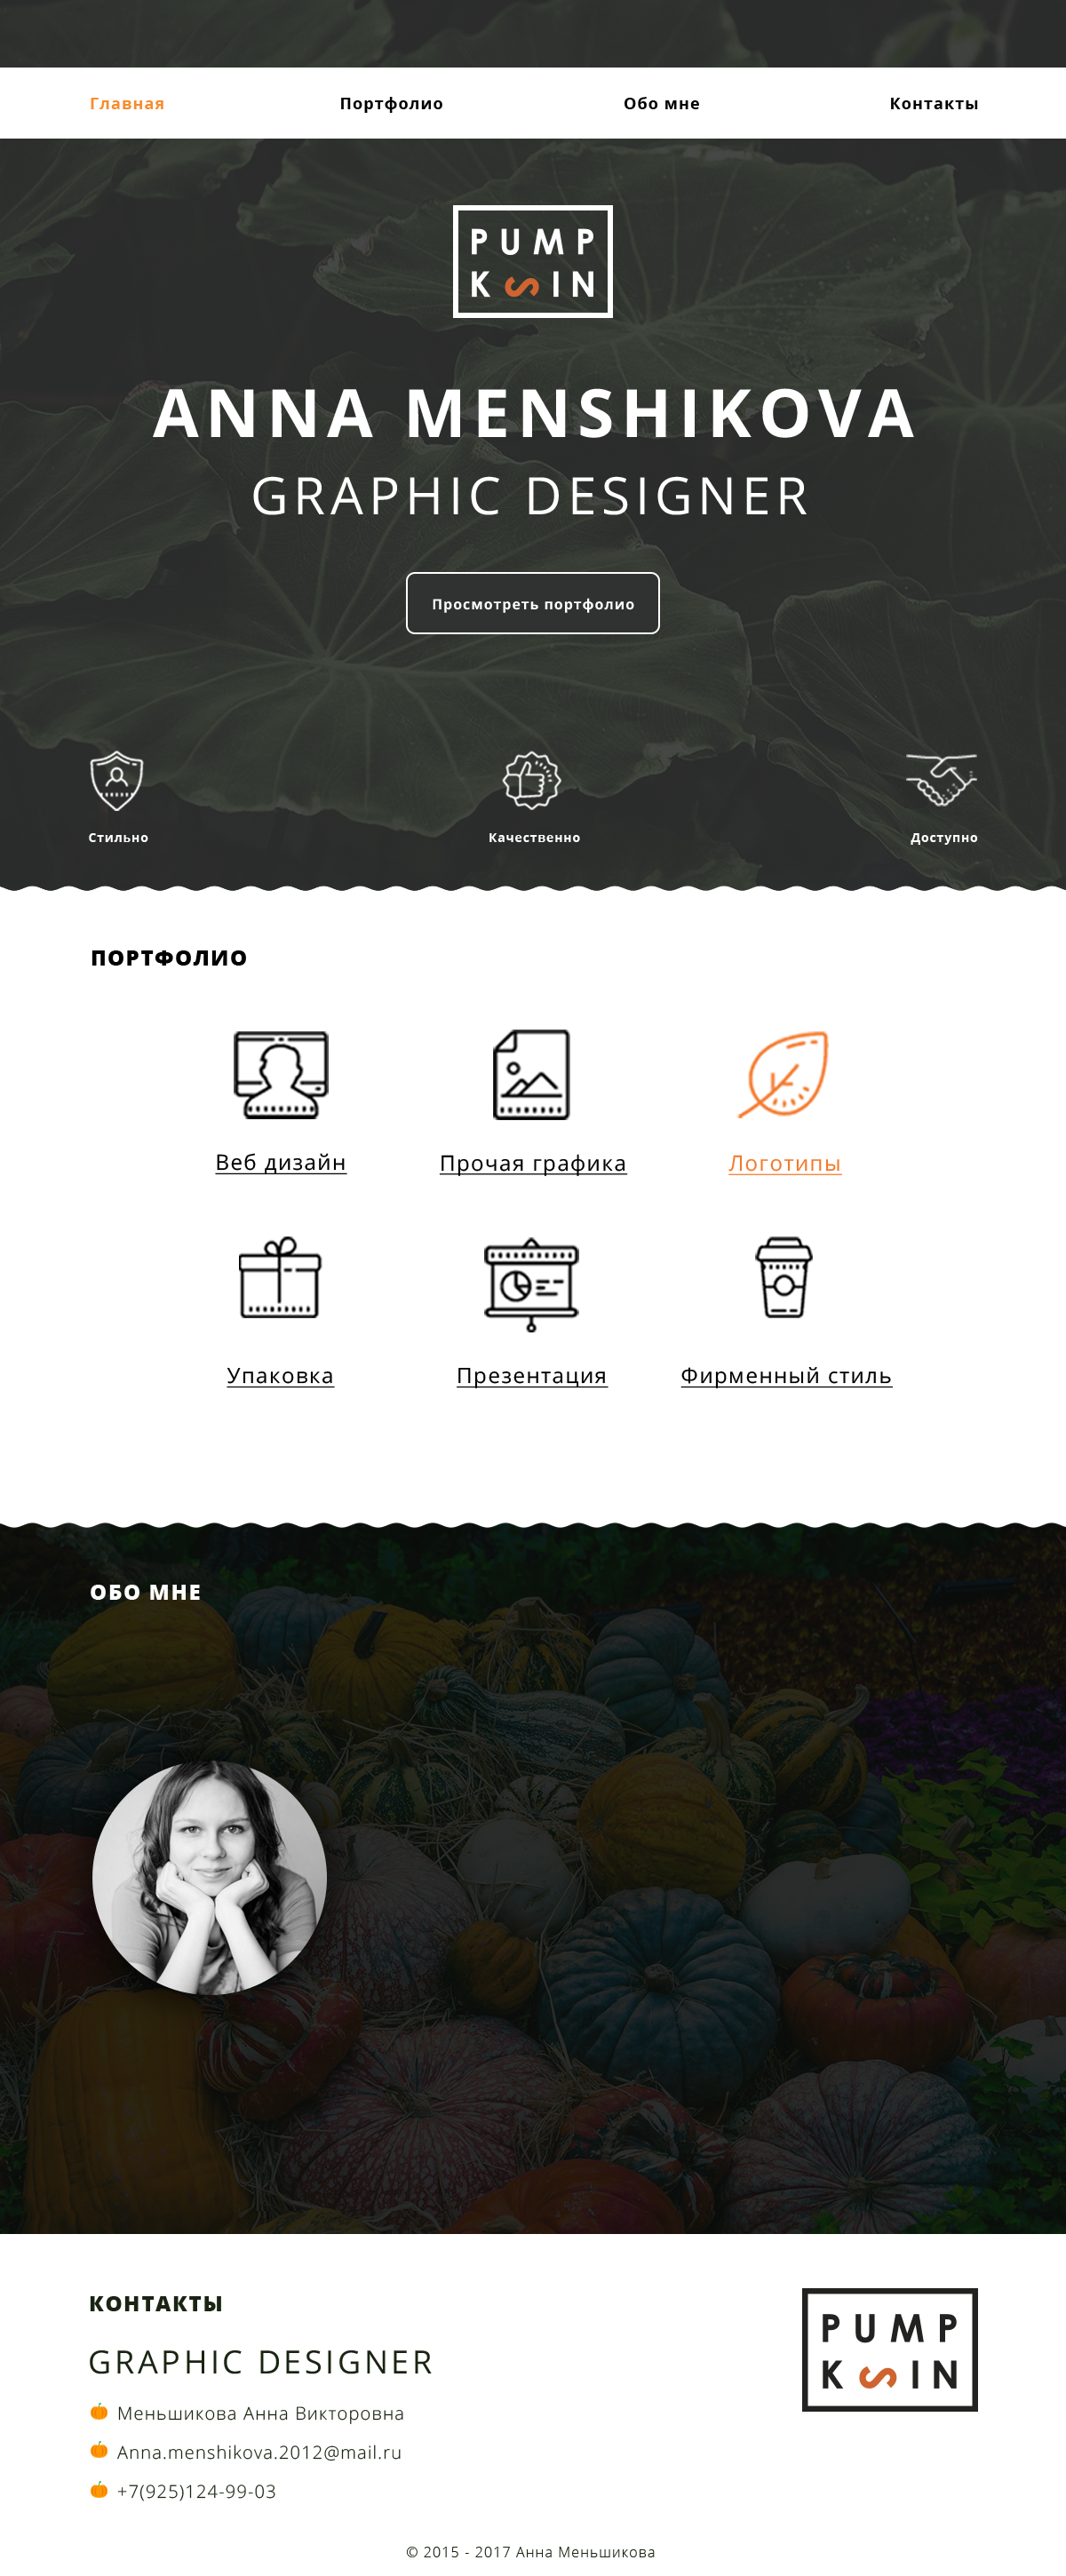 Главная Портфолио Обо мне Контакты
PUMP
KSIN
ANNA MENSHIKOVA
GRAPHIC DESIGNER
Просмотреть портфолио
Стильно Качественно Доступно
ПОРТФОЛИО
Веб дизайн Прочая графика Логотипы
Упаковка Презентация Фирменный стиль
ОБО МНЕ
КОНТАКТЫ
GRAPHIC DESIGNER
Меньшикова Анна Викторовна
Anna.menshikova.2012@mail.ru
+7(925)124-99-03
PUMP
KSIN
© 2015 - 2017 Анна Меньшикова